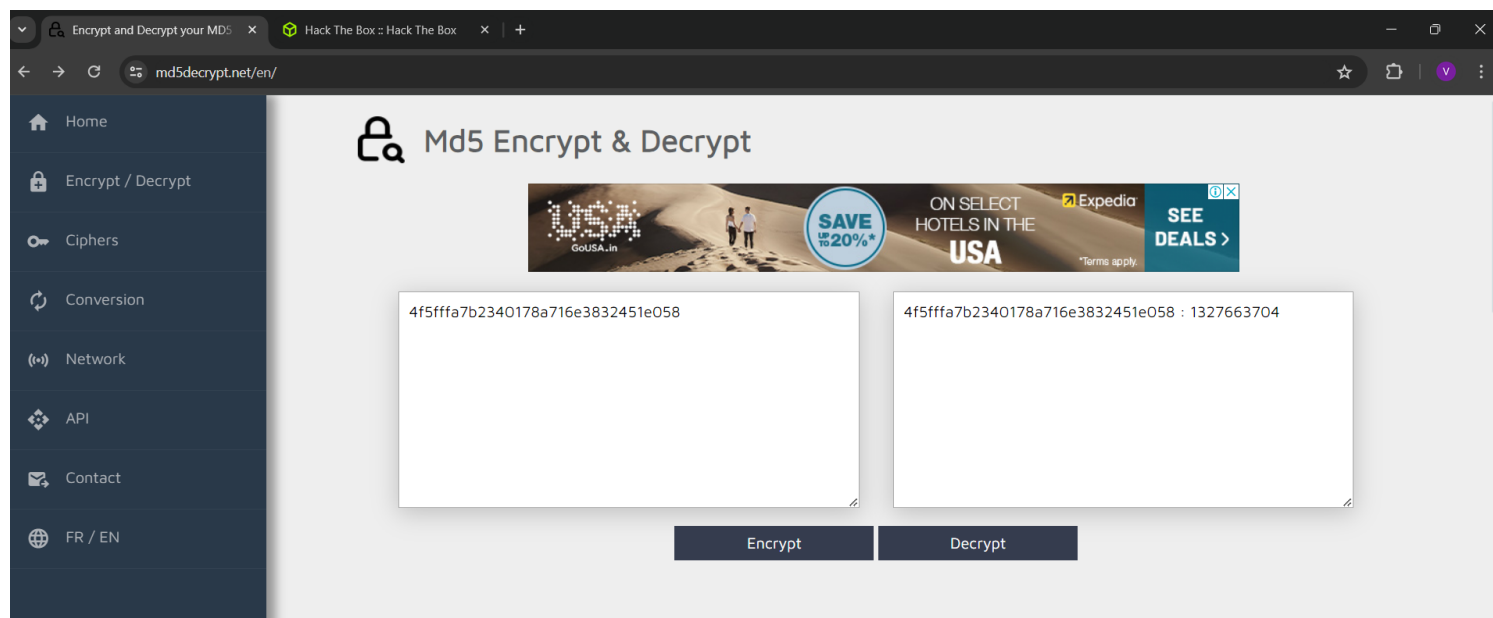 Encrypt and Decrypt your MD5
Hack The Box :: Hack The Box
md5decrypt.net/en/
V
Home
Encrypt / Decrypt
Ciphers
Conversion
Network
API
Contact
FR / EN
Md5 Encrypt & Decrypt
USA
GoUSA.in
SAVE
UP TO 20%*
ON SELECT
HOTELS IN THE
USA
Expedia
*Terms apply.
SEE
DEALS >
4f5fffa7b2340178a716e3832451e058
4f5fffa7b2340178a716e3832451e058 : 1327663704
Encrypt
Decrypt